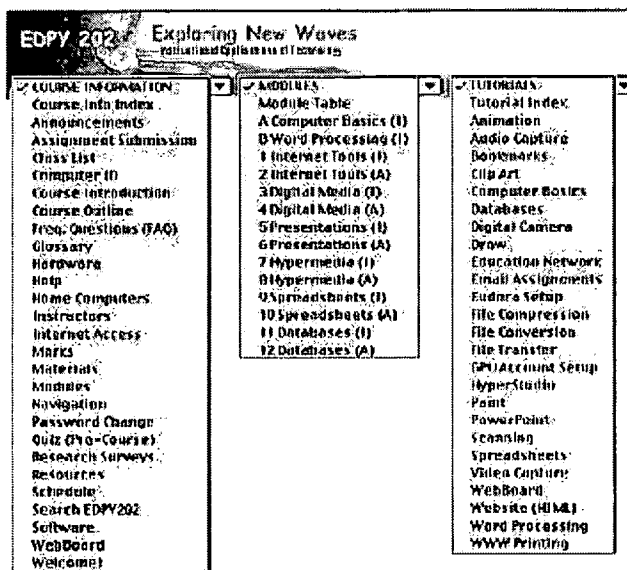 EDPY 202
Exploring New Waves
COURSE INFORMATION
Course Info Index
Announcements
Assignment Submission
Class List
Computer ID
Course Introduction
Course Outline
Freq. Questions (FAQ)
Glossary
Hardware
Help
Home Computers
Instructors
Internet Access
Marks
Materials
Modules
Navigation
Password Change
Quiz (Pre-Course)
Research Surveys
Resources
Schedule
Search EDPY202
Software
WebBoard
Welcome!
MODULES
Module Table
A Computer Basics (I)
B Word Processing (I)
1 Internet Tools (I)
2 Internet Tools (A)
3 Digital Media (I)
4 Digital Media (A)
5 Presentations (I)
6 Presentations (A)
7 Hypermedia (I)
8 Hypermedia (A)
9 Spreadsheets (I)
10 Spreadsheets (A)
11 Databases (I)
12 Databases (A)
TUTORIALS
Tutorial Index
Animation
Audio Capture
Bookmarks
Clip Art
Computer Basics
Databases
Digital Camera
Draw
Education Network
Email Assignments
Eudora Setup
File Compression
File Conversion
File Transfer
GPU Account Setup
HyperStudio
Paint
PowerPoint
Scanning
Spreadsheets
Video Capture
WebBoard
Website (HTML)
Word Processing
WWW Printing